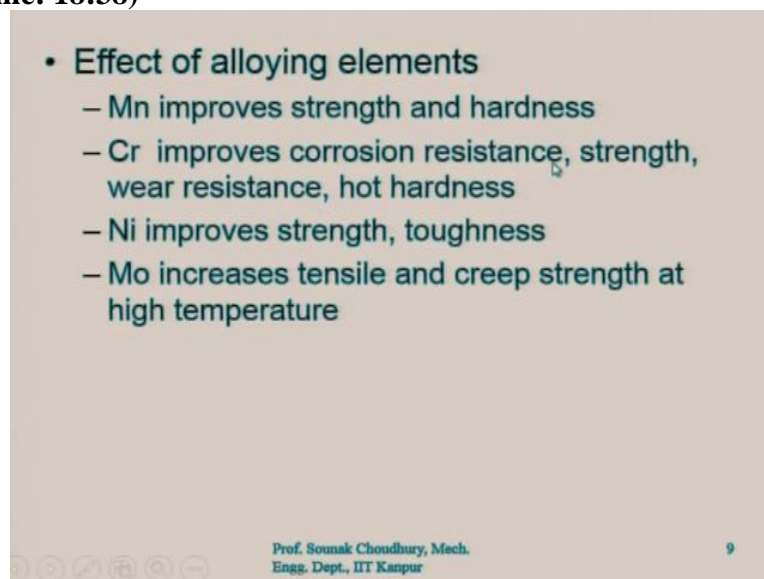 • Effect of alloying elements
– Mn improves strength and hardness
– Cr improves corrosion resistance, strength,
wear resistance, hot hardness
– Ni improves strength, toughness
– Mo increases tensile and creep strength at
high temperature
Prof. Sounak Choudhury, Mech.
Engg. Dept., IIT Kanpur
9